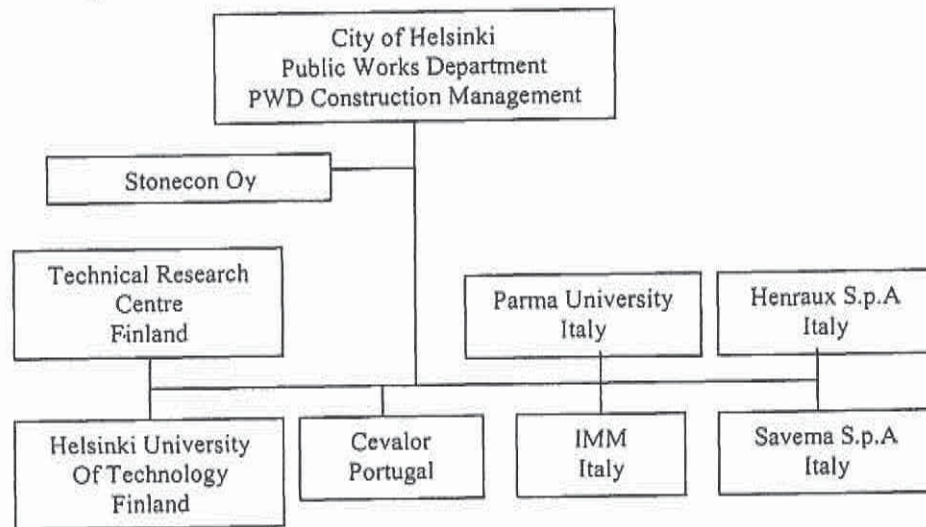 City of Helsinki
Public Works Department
PWD Construction Management
Stonecon Oy
Technical Research
Centre
Finland
Parma University
Italy
Henraux S.p.A
Italy
Helsinki University
Of Technology
Finland
Cevalor
Portugal
IMM
Italy
Savema S.p.A
Italy